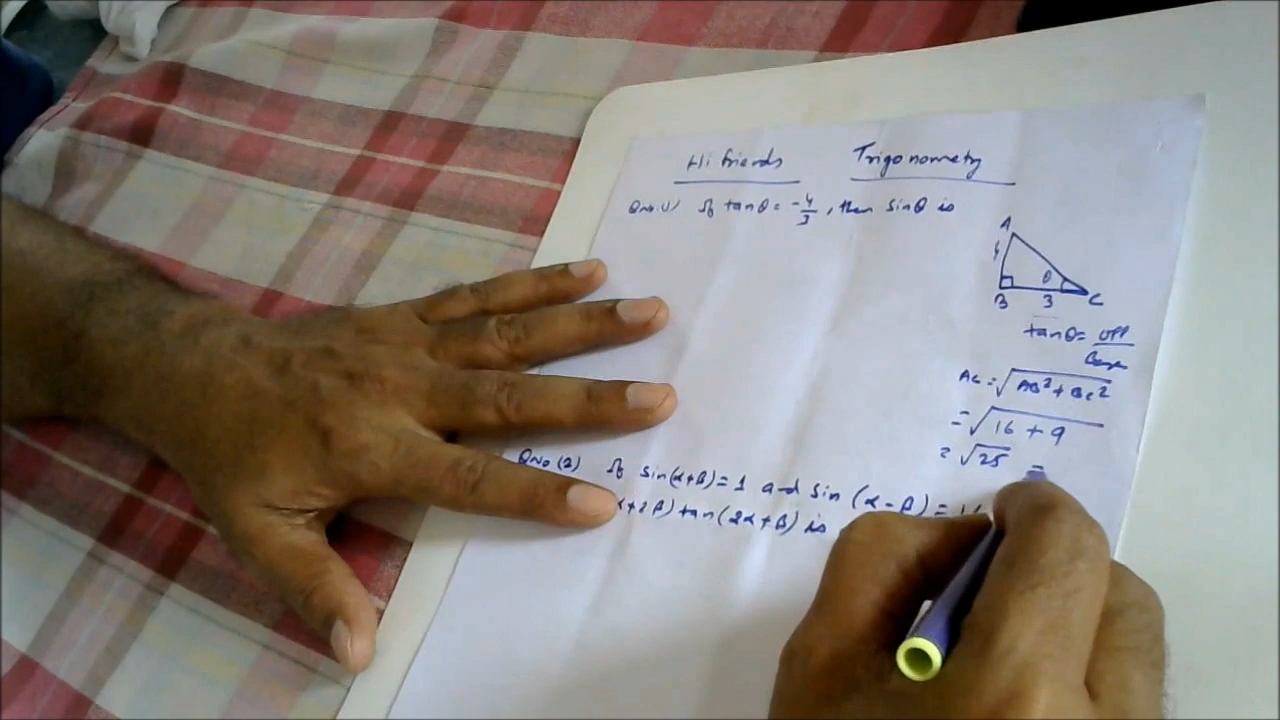 Hi friends Trigonometry
QNo.(1) If tanθ = -4/3, then sinθ is
A
4
θ
B 3 C
tanθ = opp
AC = √AB² + BC²
= √16 + 9
= √25 =
QNo (2) If sin(α+β) = 1 and sin (α-β) =
α+2β) tan(2α+β) is